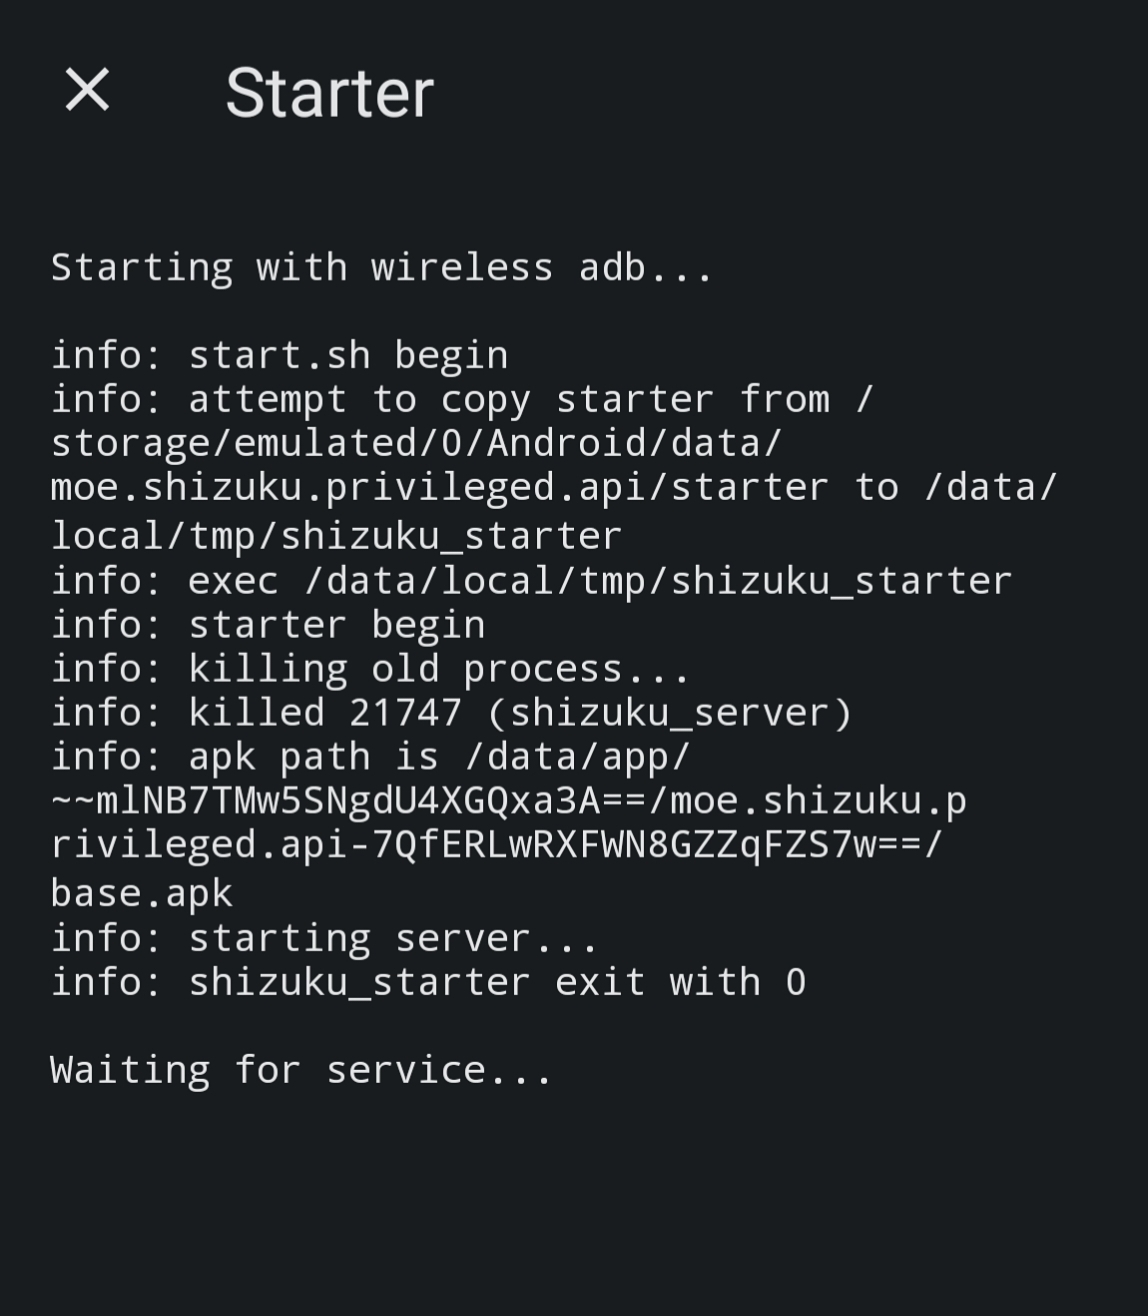 Starter
Starting with wireless adb...
info: start.sh begin
info: attempt to copy starter from /
storage/emulated/0/Android/data/
moe.shizuku.privileged.api/starter to /data/
local/tmp/shizuku_starter
info: exec /data/local/tmp/shizuku_starter
info: starter begin
info: killing old process...
info: killed 21747 (shizuku_server)
info: apk path is /data/app/
~~mlNB7TMw5SNgdU4XGQxa3A==/moe.shizuku.p
rivileged.api-7QfERLwRXFWN8GZZqFZS7w==/
base.apk
info: starting server...
info: shizuku_starter exit with 0
Waiting for service...